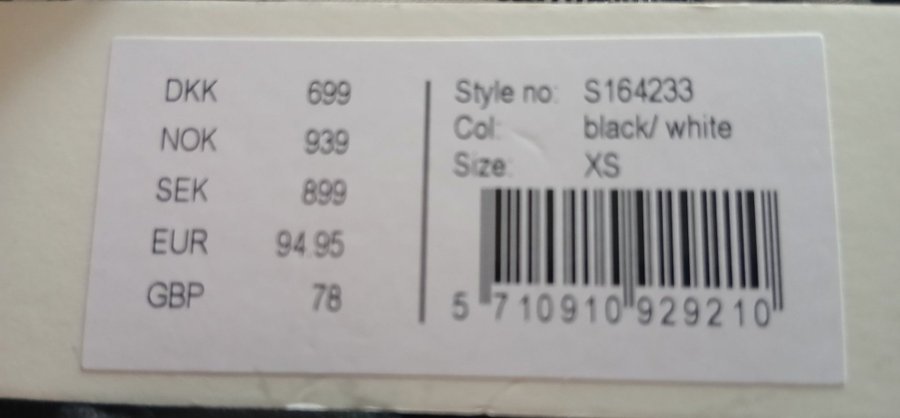 DKK 699
NOK 939
SEK 899
EUR 94.95
GBP 78
Style no: S164233
Col: black/ white
Size: XS
5 710910 929210